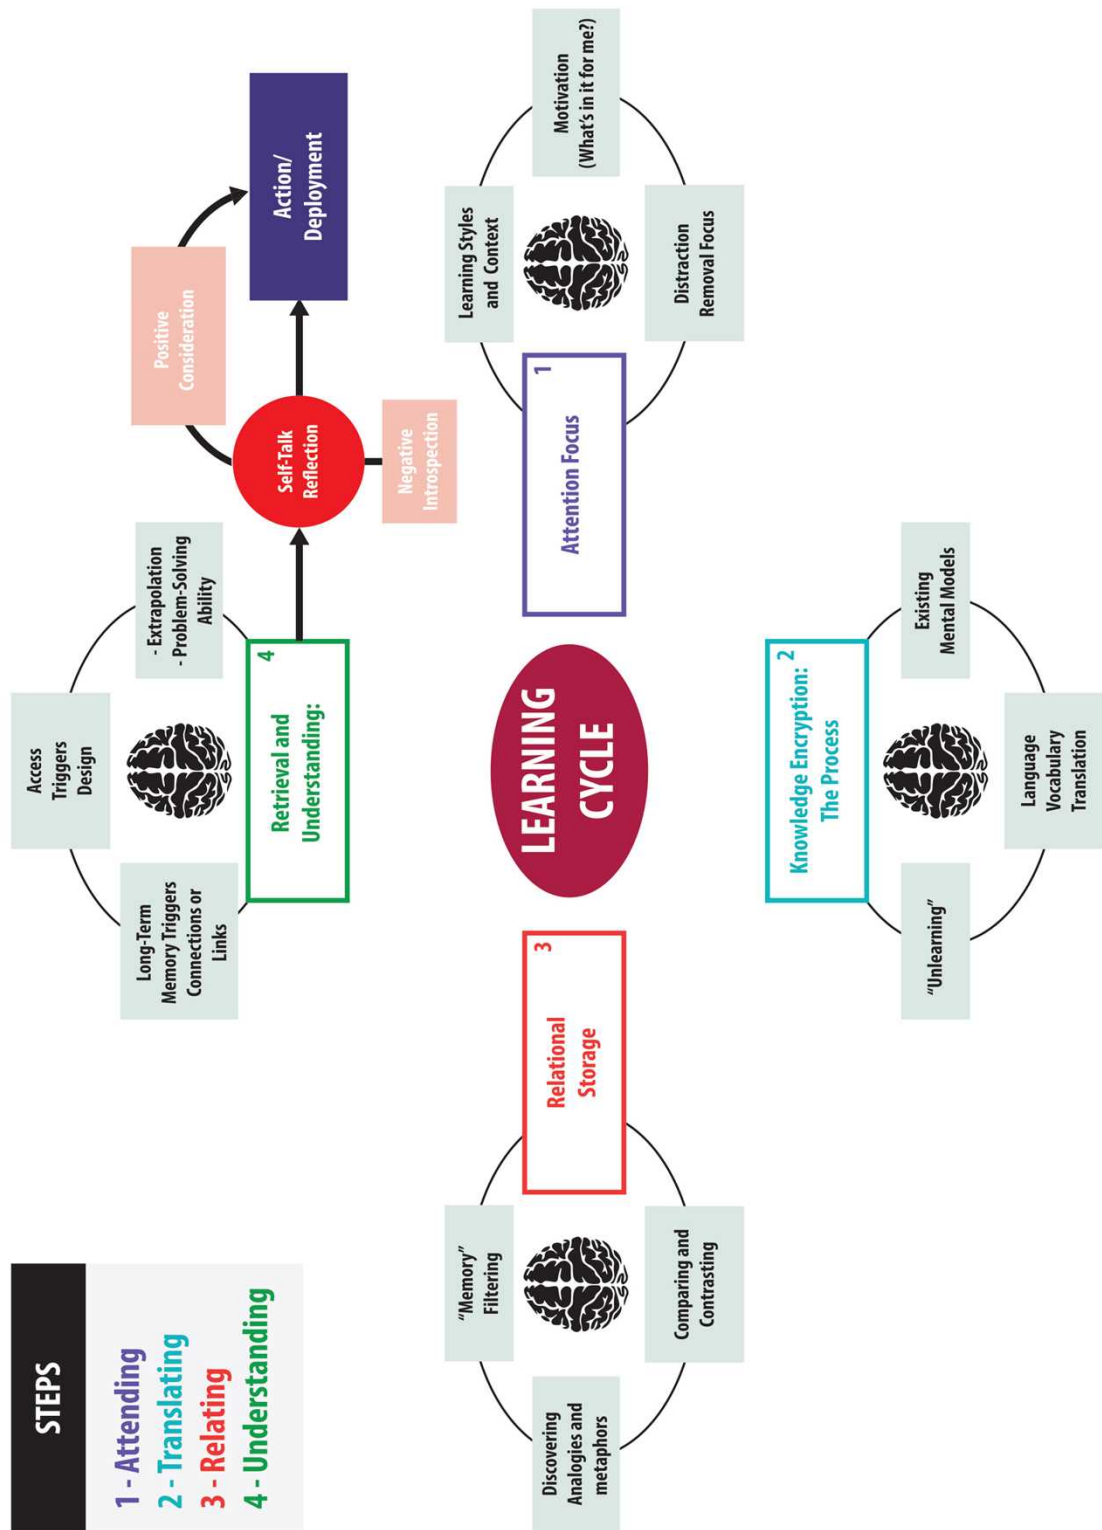 STEPS
1 - Attending
2 - Translating
3 - Relating
4 - Understanding
Long-Term
Memory Triggers
Connections or
Links
Access
Triggers
Design
- Extrapolation
- Problem-Solving
Ability
4
Retrieval and
Understanding:
Self-Talk
Reflection
Positive
Consideration
Negative
Introspection
Action/
Deployment
"Memory"
Filtering
Discovering
Analogies and
metaphors
Comparing and
Contrasting
3
Relational
Storage
LEARNING
CYCLE
1
Attention Focus
Learning Styles
and Context
Motivation
(What's in it for me?)
Distraction
Removal Focus
2
Knowledge Encryption:
The Process
"Unlearning"
Language
Vocabulary
Translation
Existing
Mental Models